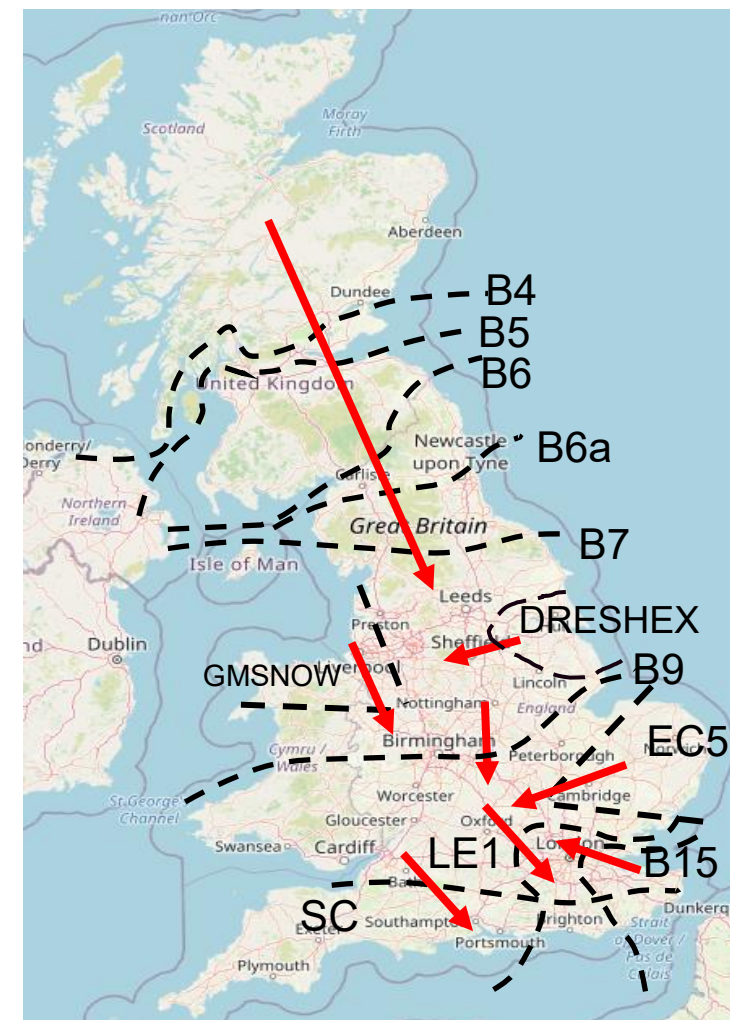 nan Orc
Moray
Firth
Scotland
Aberdeen
Dundee
B4
B5
United Kingdom
B6
Newcastle
upon Tyne
B6a
onderry/
Derry
Carlisle
Northern
Ireland
Great Britain
Isle of Man
B7
Leeds
Preston
DRESHEX
Sheffield
nd
Dublin
Liverpool
GMSNOW
Lincoln
B9
Nottingham
England
Birmingham
EC5
Norwich
Cymru /
Wales
Peterborough
Worcester
Cambridge
St George
Channel
Gloucester
Oxford
Swansea
Cardiff
LE1
London
B15
Bath
SC
Exeter
Southampton
Brighton
Portsmouth
Dunkerq
Strait
of Dover /
Pas de
Calais
Plymouth